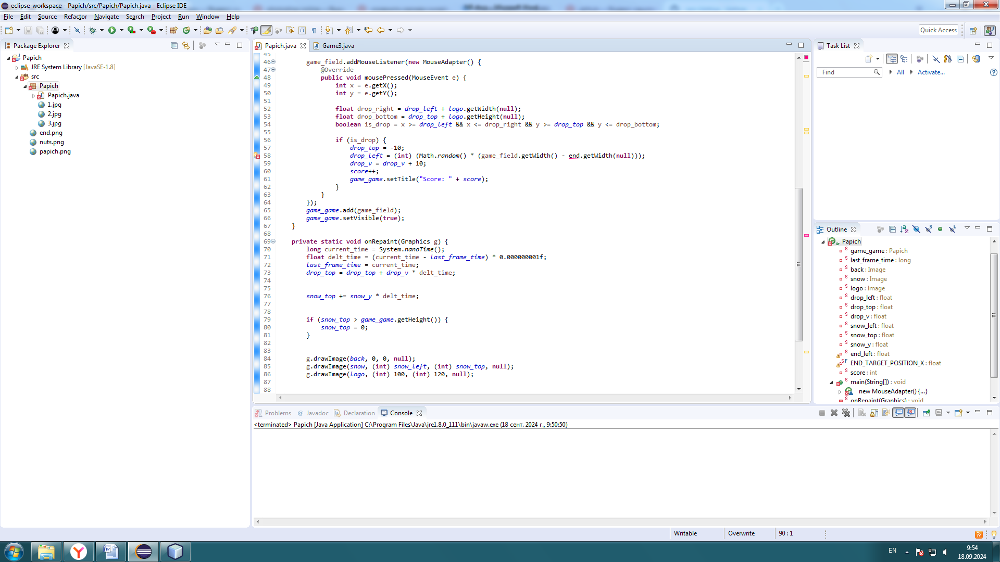 eclipse-workspace - Papich/src/Papich/Papich.java - Eclipse IDE
File Edit Source Refactor Navigate Search Project Run Window Help
Quick Access
Package Explorer
Papich
JRE System Library [JavaSE-1.8]
src
Papich
Papich.java
1.jpg
2.jpg
3.jpg
end.png
nuts.png
papich.png
Papich.java Game3.java
45
46 game_field.addMouseListener(new MouseAdapter() {
47 @Override
48 public void mousePressed(MouseEvent e) {
49 int x = e.getX();
50 int y = e.getY();
51
52 float drop_right = drop_left + logo.getWidth(null);
53 float drop_bottom = drop_top + logo.getHeight(null);
54 boolean is_drop = x >= drop_left && x <= drop_right && y >= drop_top && y <= drop_bottom;
55
56 if (is_drop) {
57 drop_top = -10;
58 drop_left = (int) (Math.random() * (game_field.getWidth() - end.getWidth(null)));
59 drop_v = drop_v + 10;
60 score++;
61 game_game.setTitle("Score: " + score);
62 }
63 }
64 });
65 game_game.add(game_field);
66 game_game.setVisible(true);
67 }
68
69 private static void onRepaint(Graphics g) {
70 long current_time = System.nanoTime();
71 float delt_time = (current_time - last_frame_time) * 0.000000001f;
72 last_frame_time = current_time;
73 drop_top = drop_top + drop_v * delt_time;
74
75
76 snow_top += snow_y * delt_time;
77
78
79 if (snow_top > game_game.getHeight()) {
80 snow_top = 0;
81 }
82
83
84 g.drawImage(back, 0, 0, null);
85 g.drawImage(snow, (int) snow_left, (int) snow_top, null);
86 g.drawImage(logo, (int) 100, (int) 120, null);
87
88
Task List
Find All Activate...
Outline
Papich
game_game : Papich
last_frame_time : long
back : Image
snow : Image
logo : Image
drop_left : float
drop_top : float
drop_v : float
snow_left : float
snow_top : float
snow_y : float
end_left : float
END_TARGET_POSITION_X : float
score : int
main(String[]) : void
new MouseAdapter() {...}
onRepaint(Graphics) : void
Problems Javadoc Declaration Console
<terminated> Papich [Java Application] C:\Program Files\Java\jre1.8.0_111\bin\javaw.exe (18 сент. 2024 г., 9:50:50)
Writable Overwrite 90 : 1
EN
9:54
18.09.2024